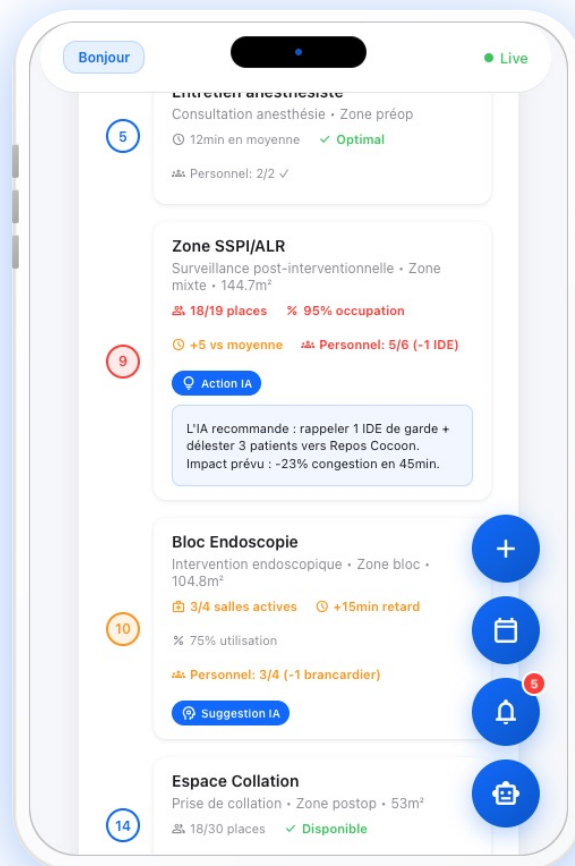 Bonjour
Live
Entretien anesthésiste
Consultation anesthésie • Zone préop
5
12min en moyenne ✓ Optimal
Personnel: 2/2 ✓
Zone SSPI/ALR
Surveillance post-interventionnelle • Zone
mixte • 144.7m²
18/19 places % 95% occupation
+5 vs moyenne Personnel: 5/6 (-1 IDE)
9
Action IA
L'IA recommande : rappeler 1 IDE de garde +
délester 3 patients vers Repos Cocoon.
Impact prévu : -23% congestion en 45min.
Bloc Endoscopie
Intervention endoscopique • Zone bloc •
104.8m²
3/4 salles actives +15min retard
10
% 75% utilisation
Personnel: 3/4 (-1 brancardier)
Suggestion IA
5
Espace Collation
Prise de collation • Zone postop • 53m²
14
18/30 places ✓ Disponible